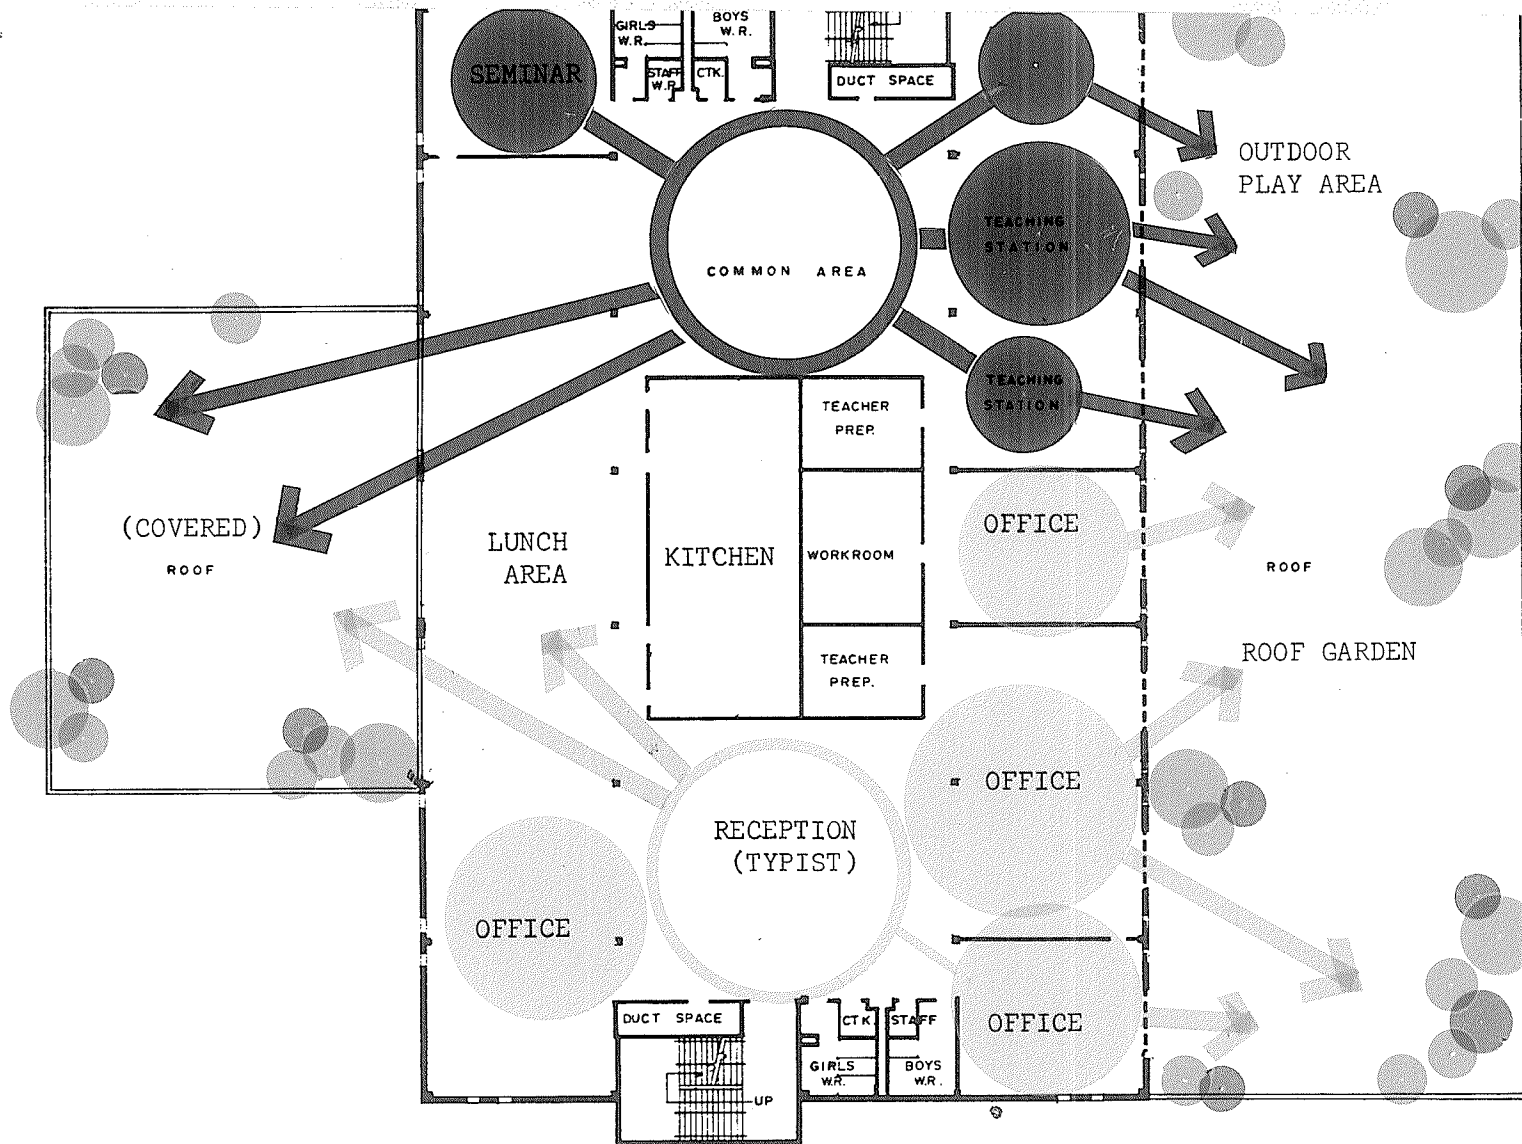 GIRLS
W.R.
BOYS
W.R.
SEMINAR
STAFF
W.R.
CTK.
DUCT SPACE
OUTDOOR
PLAY AREA
TEACHING
STATION
COMMON AREA
TEACHING
STATION
TEACHER
PREP.
(COVERED)
ROOF
LUNCH
AREA
KITCHEN
WORKROOM
OFFICE
ROOF
ROOF GARDEN
TEACHER
PREP.
OFFICE
RECEPTION
(TYPIST)
OFFICE
DUCT SPACE
CTK
STAFF
OFFICE
GIRLS
W.R.
BOYS
W.R.
UP